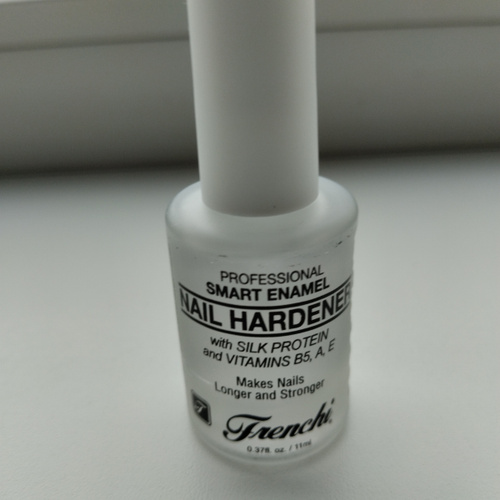 PROFESSIONAL
SMART ENAMEL
NAIL HARDENER
with SILK PROTEIN
and VITAMINS B5, A, E
Makes Nails
Longer and Stronger
Frenchi
0.37fl. oz. / 11ml